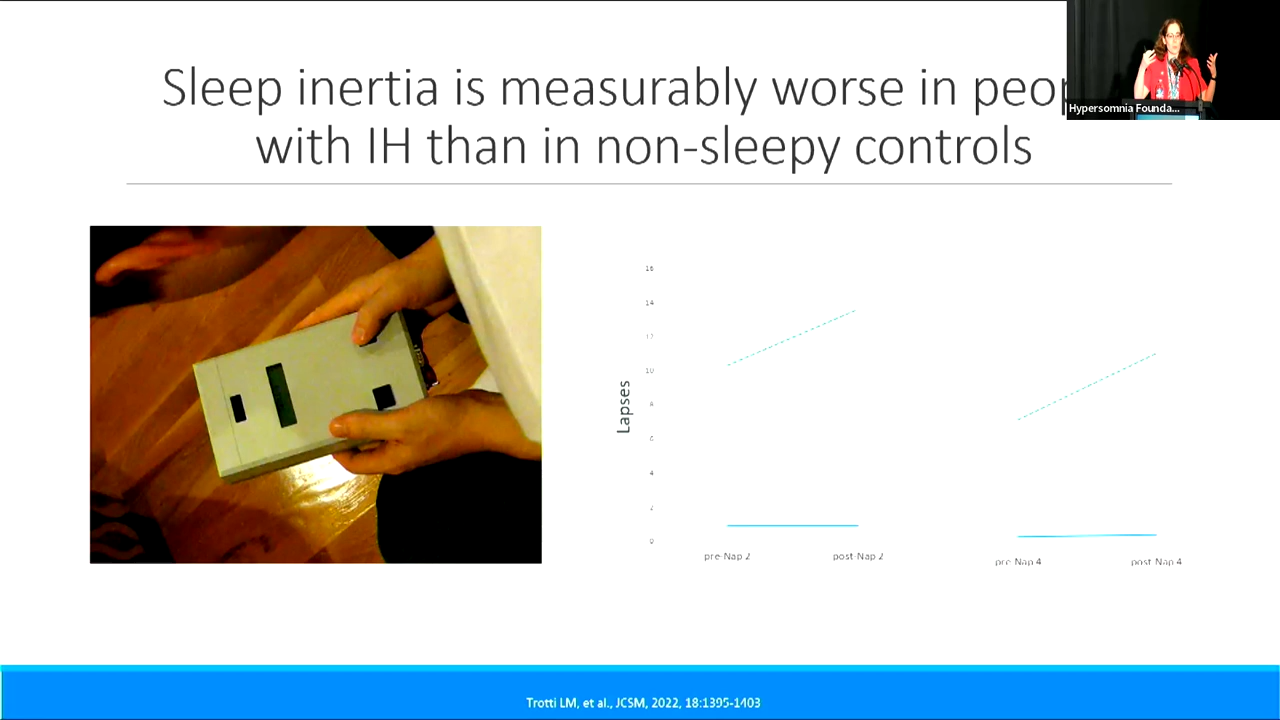 Sleep inertia is measurably worse in peop
with IH than in non-sleepy controls
Hypersomnia Founda...
Lapses
16
14
12
10
8
6
4
2
0
pre-Nap 2
post-Nap 2
pre-Nap 4
post-Nap 4
Trotti LM, et al., JCSM, 2022, 18:1395-1403